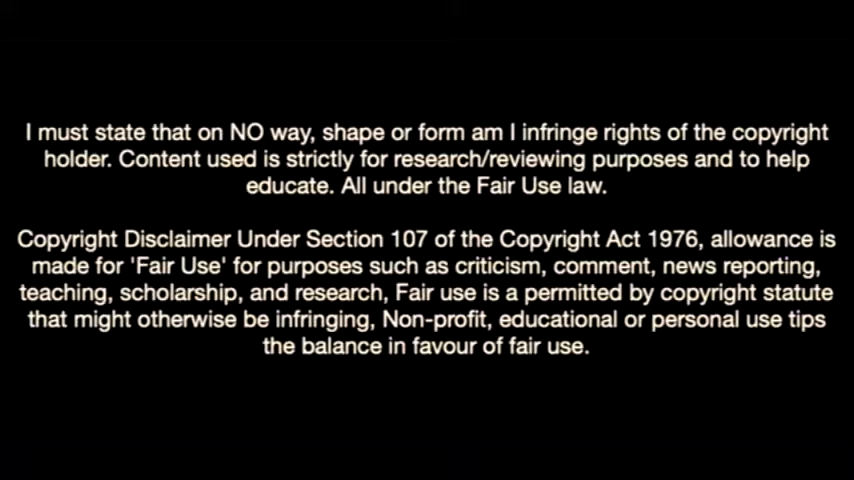 I must state that on NO way, shape or form am I infringe rights of the copyright
holder. Content used is strictly for research/reviewing purposes and to help
educate. All under the Fair Use law.
Copyright Disclaimer Under Section 107 of the Copyright Act 1976, allowance is
made for 'Fair Use' for purposes such as criticism, comment, news reporting,
teaching, scholarship, and research, Fair use is a permitted by copyright statute
that might otherwise be infringing, Non-profit, educational or personal use tips
the balance in favour of fair use.